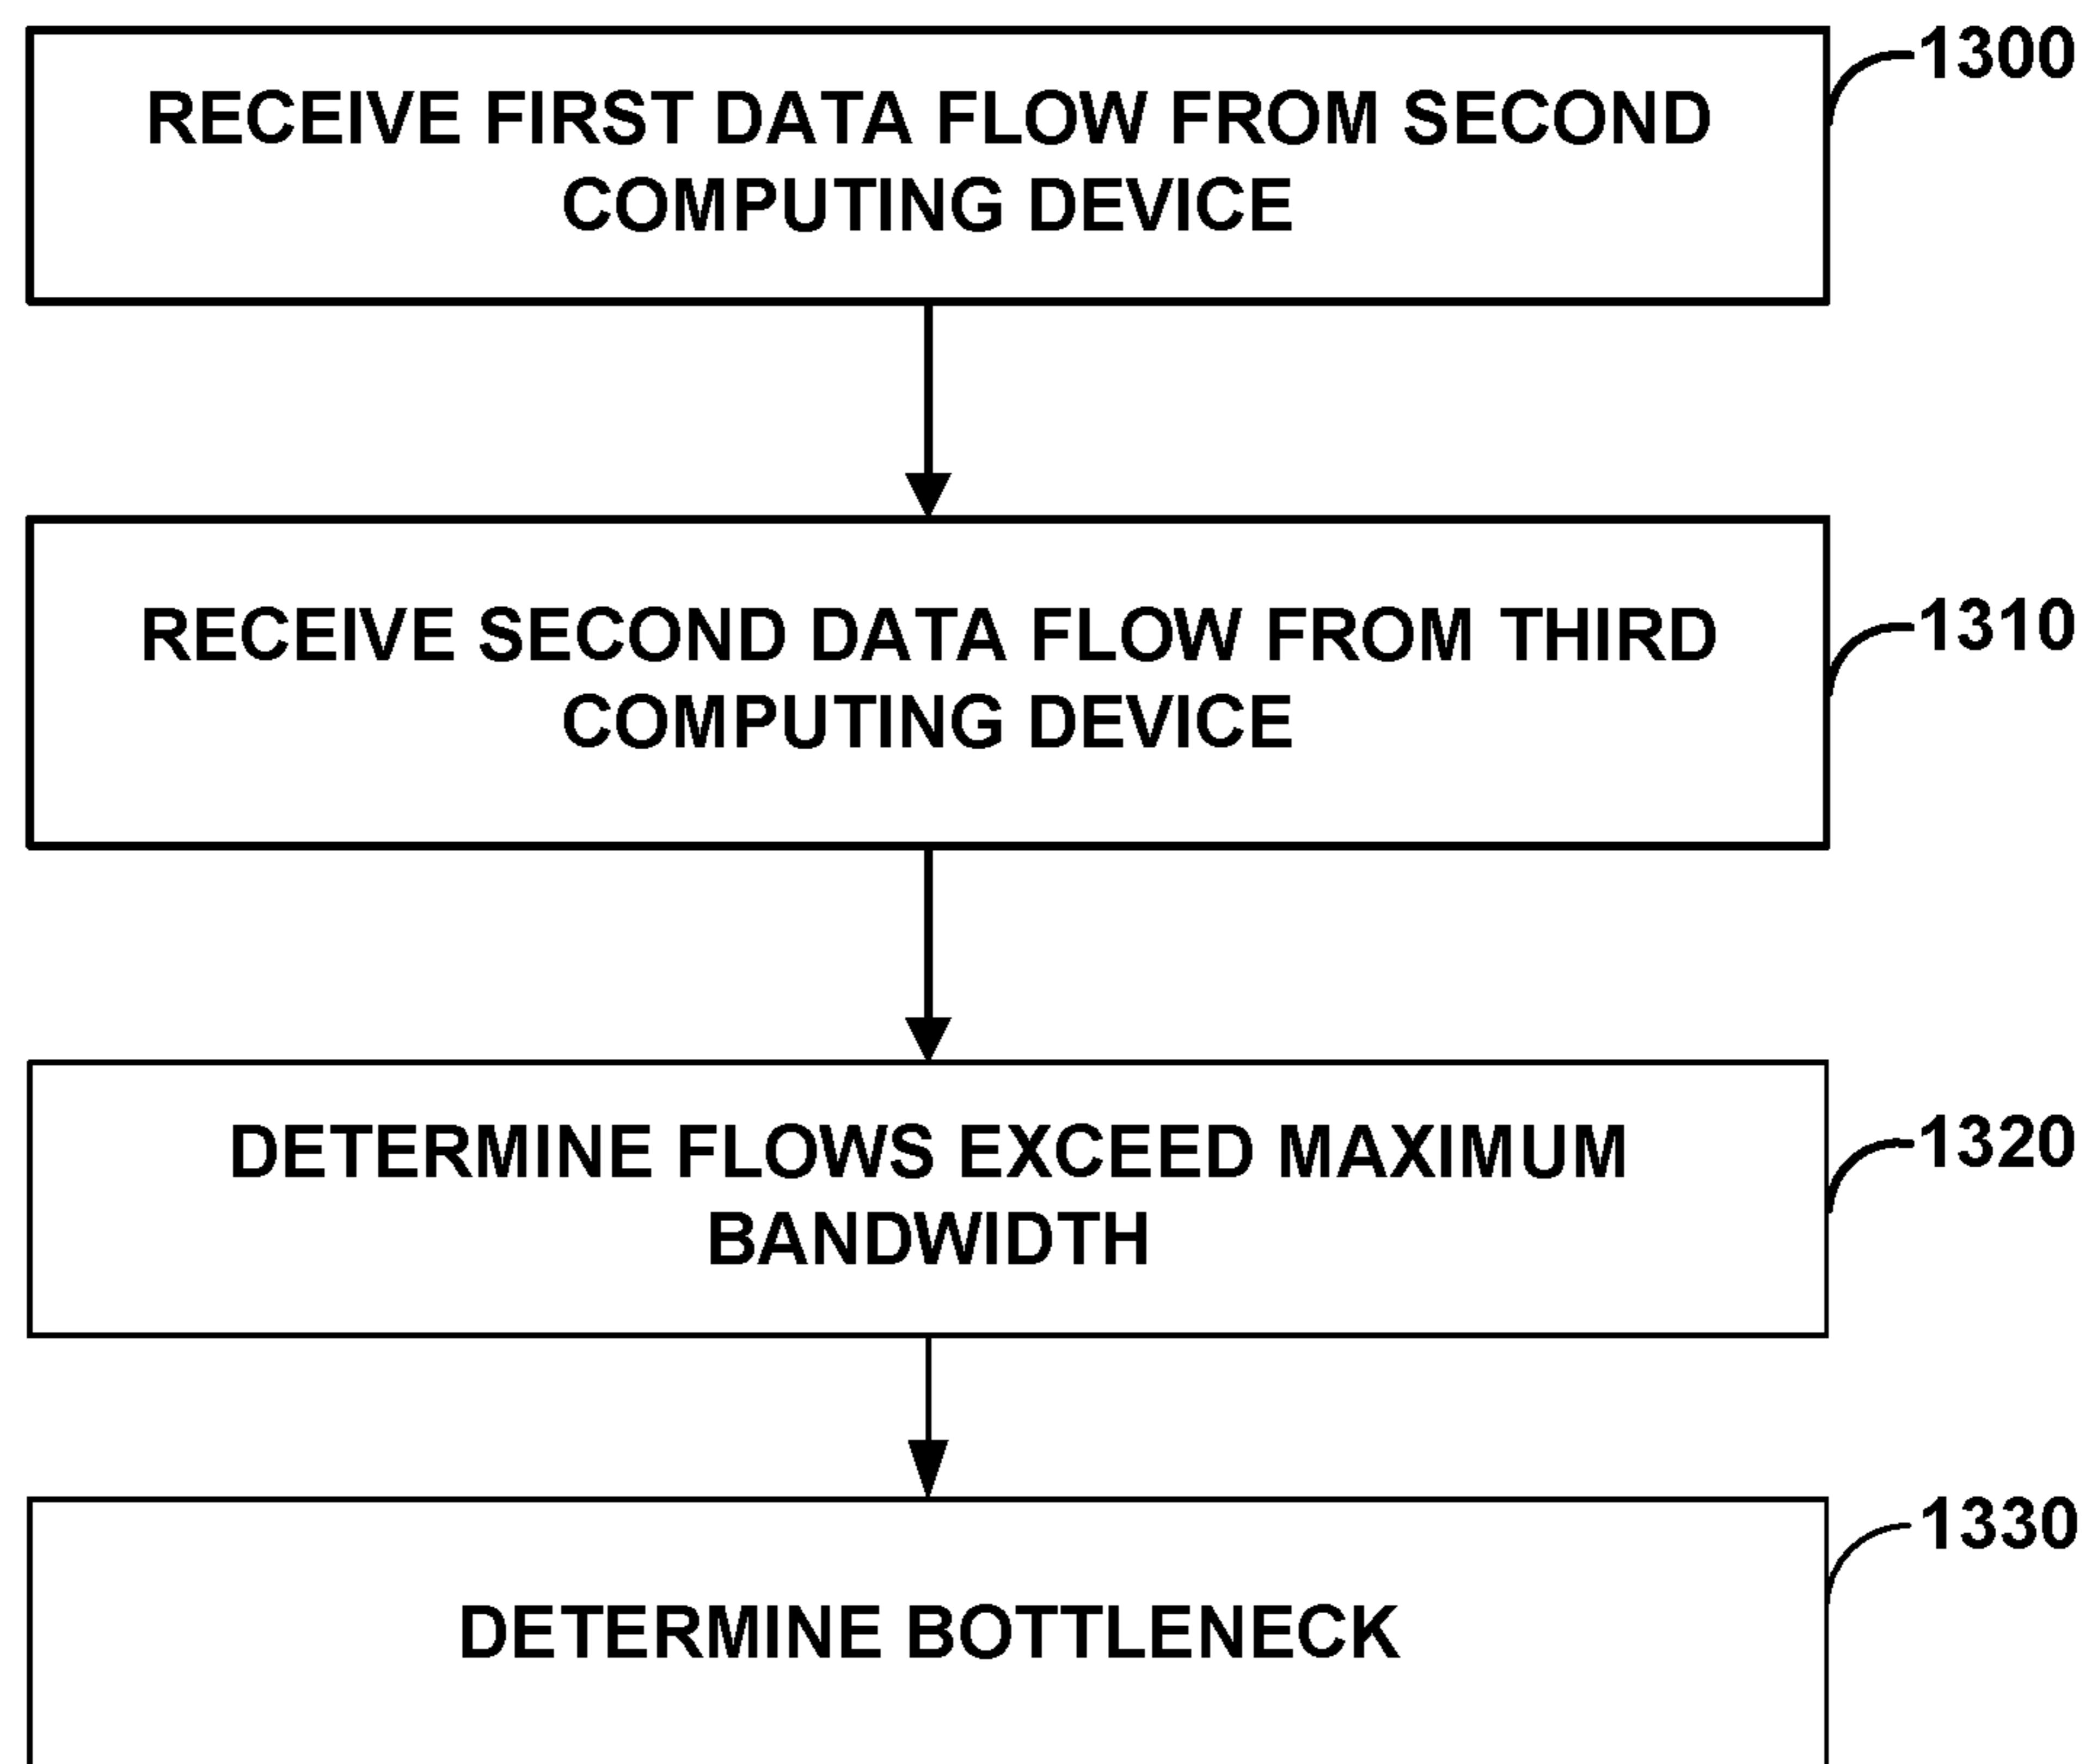 1300
RECEIVE FIRST DATA FLOW FROM SECOND
COMPUTING DEVICE
1310
RECEIVE SECOND DATA FLOW FROM THIRD
COMPUTING DEVICE
1320
DETERMINE FLOWS EXCEED MAXIMUM
BANDWIDTH
1330
DETERMINE BOTTLENECK